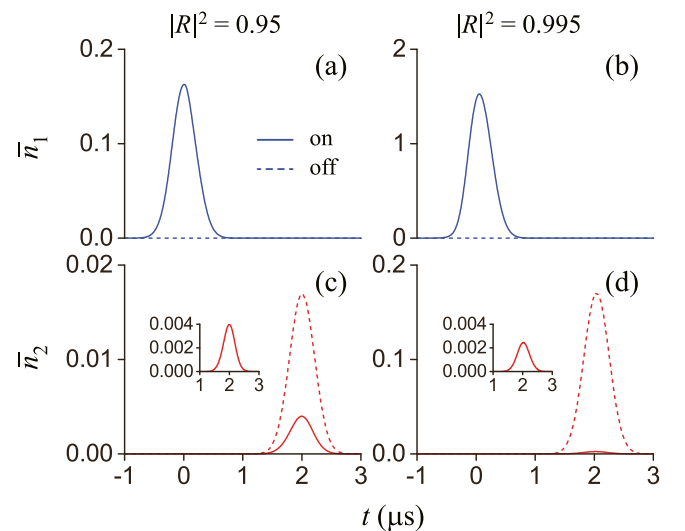 |R|² = 0.95
|R|² = 0.995
0.2
(a)
2
(b)
n̄₁
0.1
on
off
1
0.0
0
0.02
(c)
0.2
(d)
0.004
0.002
0.000
1 2 3
0.004
0.002
0.000
1 2 3
n̄₂
0.01
0.1
0.00
0.0
-1 0 1 2 3
-1 0 1 2 3
t (μs)